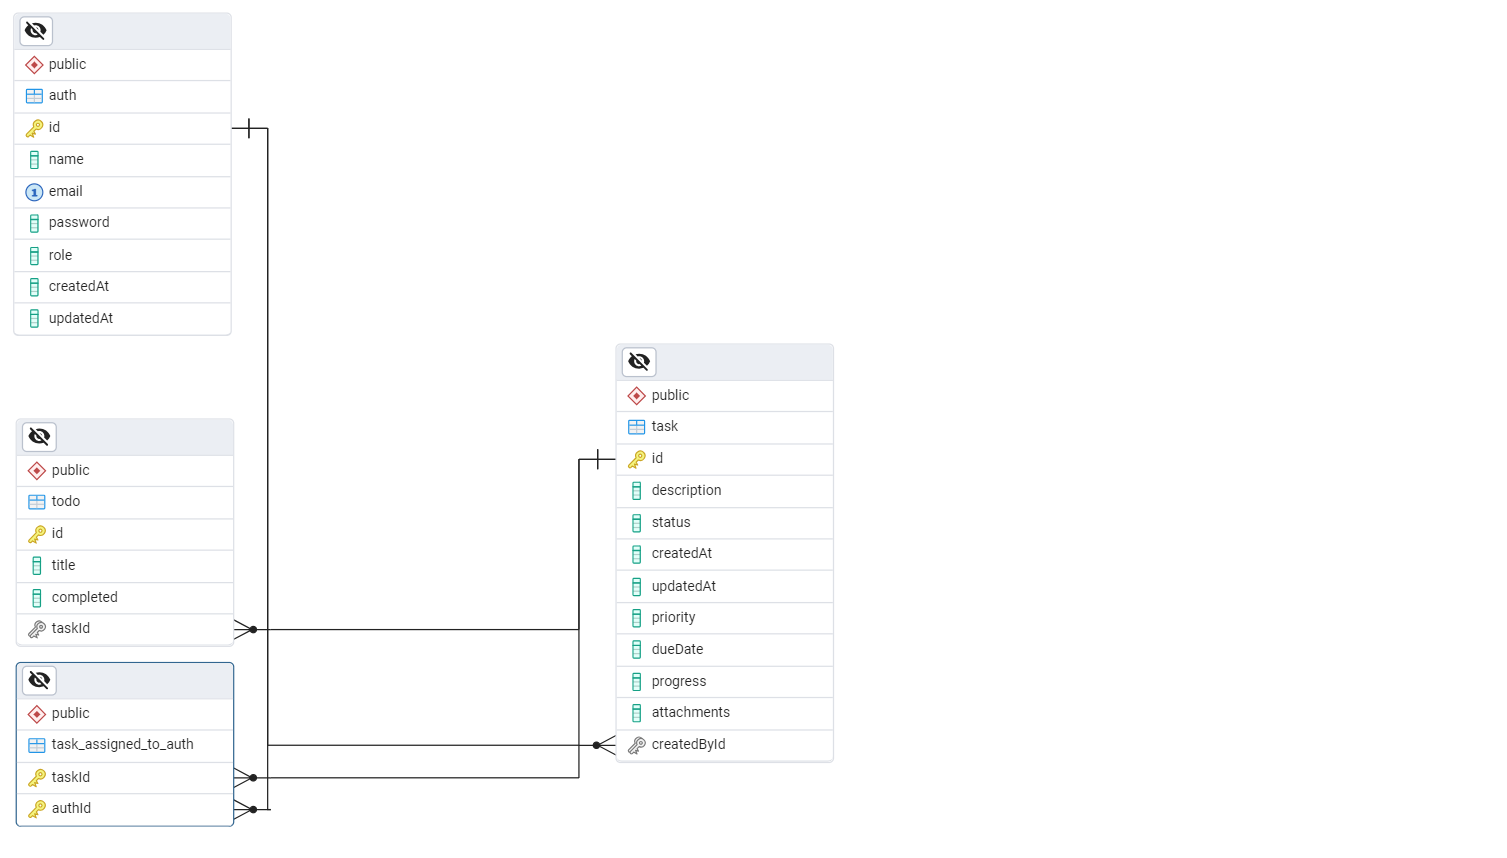 public
auth
id
name
email
password
role
createdAt
updatedAt
public
todo
id
title
completed
taskId
public
task_assigned_to_auth
taskId
authId
public
task
id
description
status
createdAt
updatedAt
priority
dueDate
progress
attachments
createdById